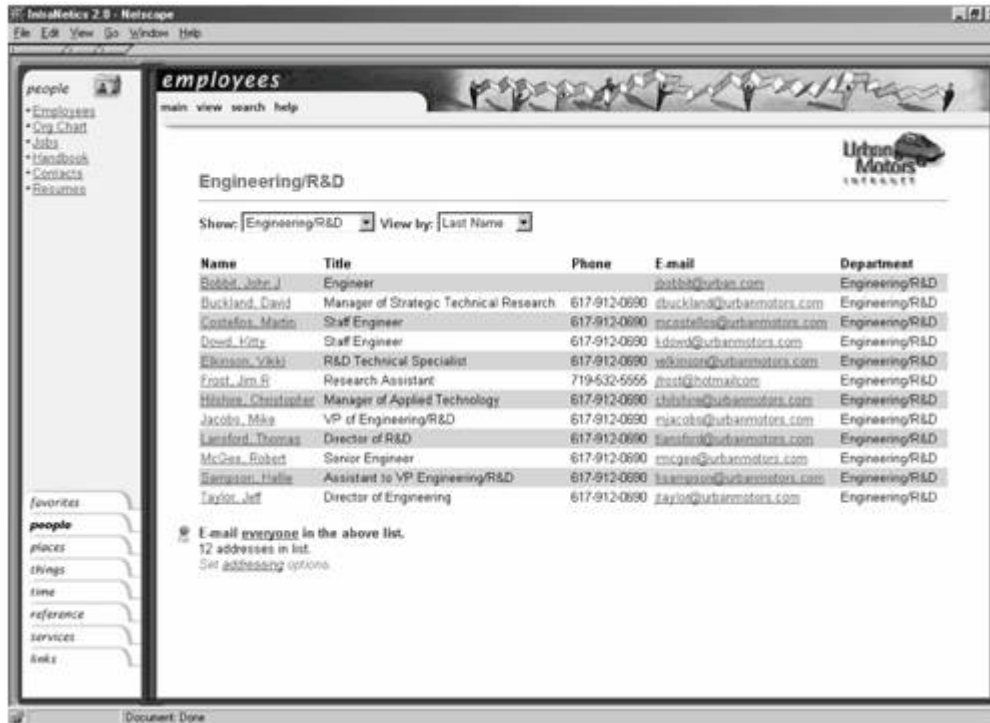 IntraNetics 2.0 - Netscape
File Edit View Go Window Help
people
Employees
Org Chart
Jobs
Handbook
Contacts
Resumes
employees
main view search help
Urban Motors
INTRANET
Engineering/R&D
Show: Engineering/R&D View by: Last Name
Name Title Phone E-mail Department
Bobbit, John J Engineer jbobbit@urban.com Engineering/R&D
Buckland, David Manager of Strategic Technical Research 617-912-0690 dbuckland@urbanmotors.com Engineering/R&D
Costellos, Martin Staff Engineer 617-912-0690 mcostellos@urbanmotors.com Engineering/R&D
Dowd, Kitty Staff Engineer 617-912-0690 kdowd@urbanmotors.com Engineering/R&D
Elkinson, Vikki R&D Technical Specialist 617-912-0690 velkinson@urbanmotors.com Engineering/R&D
Frost, Jim R Research Assistant 719-532-5555 jfrost@hotmailcom Engineering/R&D
Hilshire, Christopher Manager of Applied Technology 617-912-0690 chilshire@urbanmotors.com Engineering/R&D
Jacobs, Mike VP of Engineering/R&D 617-912-0690 mjacobs@urbanmotors.com Engineering/R&D
Lansford, Thomas Director of R&D 617-912-0690 tlansford@urbanmotors.com Engineering/R&D
McGee, Robert Senior Engineer 617-912-0690 rmcgee@urbanmotors.com Engineering/R&D
Sampson, Hallie Assistant to VP Engineering/R&D 617-912-0690 hsampson@urbanmotors.com Engineering/R&D
Taylor, Jeff Director of Engineering 617-912-0690 jtaylor@urbanmotors.com Engineering/R&D
E-mail everyone in the above list.
12 addresses in list.
Set addressing options.
favorites
people
places
things
time
reference
services
links
Document: Done